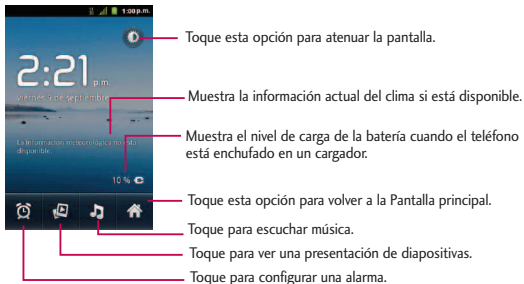 1:00 p.m.
Toque esta opción para atenuar la pantalla.
2:21 p.m.
viernes 9 de septiembre
Muestra la información actual del clima si está disponible.
La información meteorológica no está
disponible.
Muestra el nivel de carga de la batería cuando el teléfono
está enchufado en un cargador.
10 %
Toque esta opción para volver a la Pantalla principal.
Toque para escuchar música.
Toque para ver una presentación de diapositivas.
Toque para configurar una alarma.